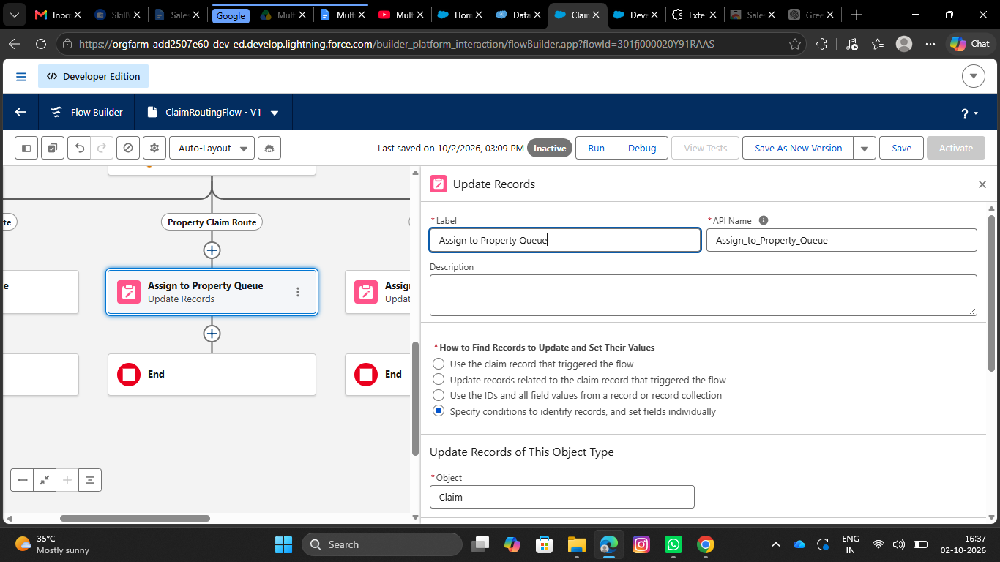 Inbo
SkillW
Sales
Google
Mult
Mult
Mult
Hom
Data
Clai
Deve
Exte
Sales
Gree
https://orgfarm-add2507e60-dev-ed.develop.lightning.force.com/builder_platform_interaction/flowBuilder.app?flowId=301fj000020Y91RAAS
Chat
Developer Edition
Flow Builder
ClaimRoutingFlow - V1
?
Auto-Layout
Last saved on 10/2/2026, 03:09 PM
Inactive
Run
Debug
View Tests
Save As New Version
Save
Activate
te
Property Claim Route
e
Assign to Property Queue
Update Records
Assig
Updat
End
End
Update Records
*Label
Assign to Property Queue
*API Name
Assign_to_Property_Queue
Description
*How to Find Records to Update and Set Their Values
Use the claim record that triggered the flow
Update records related to the claim record that triggered the flow
Use the IDs and all field values from a record or record collection
Specify conditions to identify records, and set fields individually
Update Records of This Object Type
*Object
Claim
35°C
Mostly sunny
Search
ENG
IN
16:37
02-10-2026